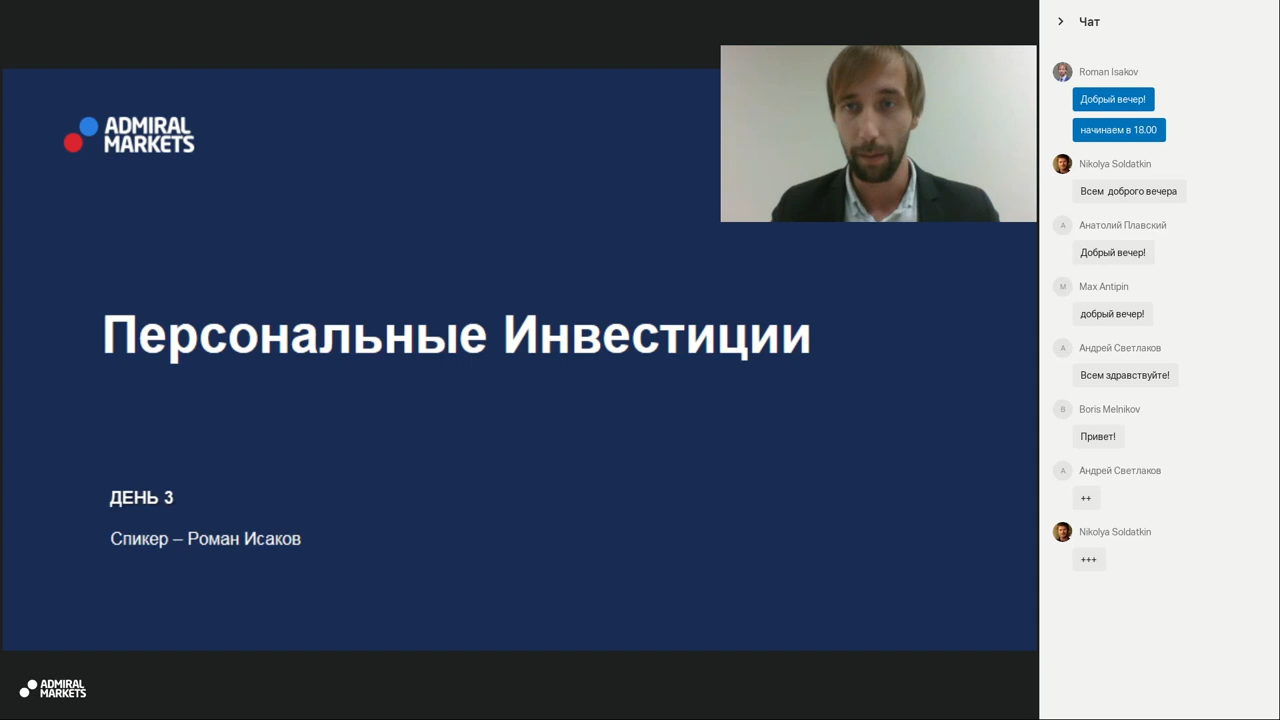 ADMIRAL
MARKETS
Персональные Инвестиции
ДЕНЬ 3
Спикер – Роман Исаков
ADMIRAL
MARKETS
Чат
Roman Isakov
Добрый вечер!
начинаем в 18.00
Nikolya Soldatkin
Всем доброго вечера
А
Анатолий Плавский
Добрый вечер!
M
Max Antipin
добрый вечер!
А
Андрей Светлаков
Всем здравствуйте!
B
Boris Melnikov
Привет!
А
Андрей Светлаков
++
Nikolya Soldatkin
+++